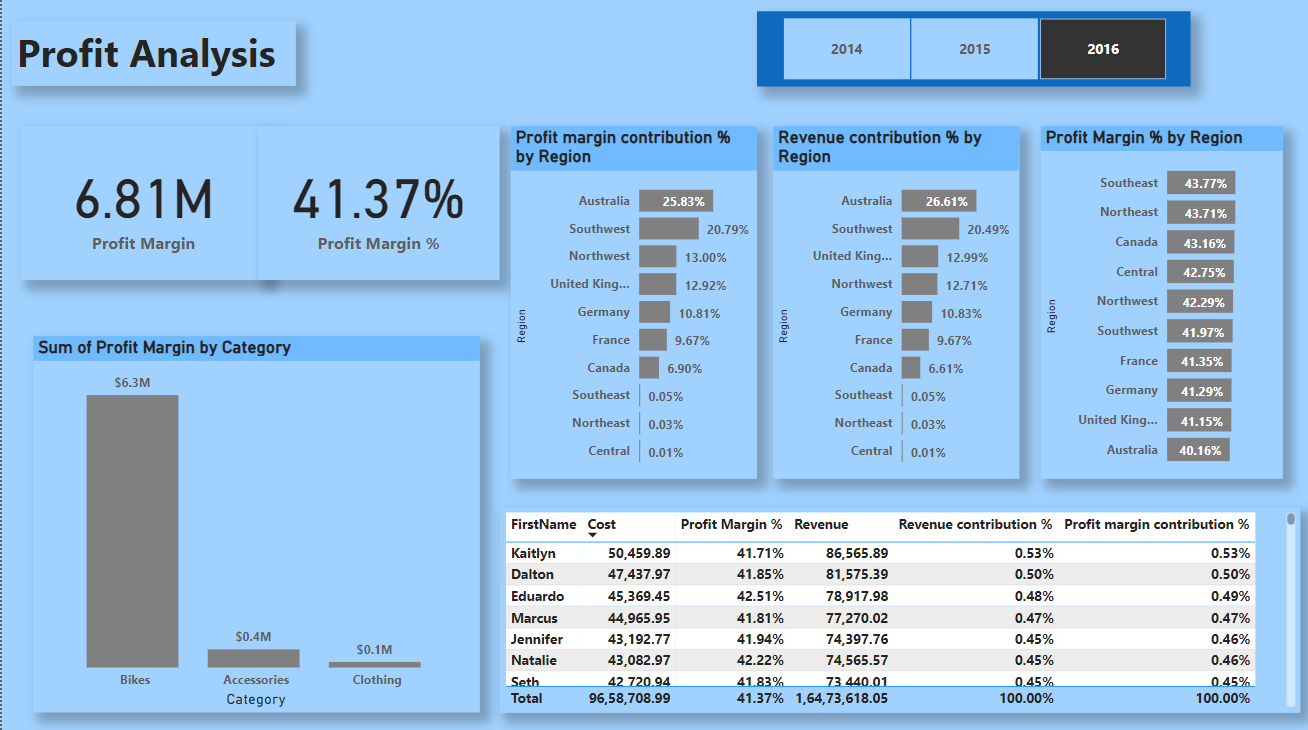 Profit Analysis
2014 2015 2016
6.81M
Profit Margin
41.37%
Profit Margin %
Profit margin contribution %
by Region
Region
Australia 25.83%
Southwest 20.79%
Northwest 13.00%
United King... 12.92%
Germany 10.81%
France 9.67%
Canada 6.90%
Southeast 0.05%
Northeast 0.03%
Central 0.01%
Revenue contribution % by
Region
Region
Australia 26.61%
Southwest 20.49%
United King... 12.99%
Northwest 12.71%
Germany 10.83%
France 9.67%
Canada 6.61%
Southeast 0.05%
Northeast 0.03%
Central 0.01%
Profit Margin % by Region
Region
Southeast 43.77%
Northeast 43.71%
Canada 43.16%
Central 42.75%
Northwest 42.29%
Southwest 41.97%
France 41.35%
Germany 41.29%
United King... 41.15%
Australia 40.16%
Sum of Profit Margin by Category
$6.3M
$0.4M
$0.1M
Bikes Accessories Clothing
Category
FirstName Cost Profit Margin % Revenue Revenue contribution % Profit margin contribution %
Kaitlyn 50,459.89 41.71% 86,565.89 0.53% 0.53%
Dalton 47,437.97 41.85% 81,575.39 0.50% 0.50%
Eduardo 45,369.45 42.51% 78,917.98 0.48% 0.49%
Marcus 44,965.95 41.81% 77,270.02 0.47% 0.47%
Jennifer 43,192.77 41.94% 74,397.76 0.45% 0.46%
Natalie 43,082.97 42.22% 74,565.57 0.45% 0.46%
Seth 42,720.94 41.83% 73,440.01 0.45% 0.45%
Total 96,58,708.99 41.37% 1,64,73,618.05 100.00% 100.00%